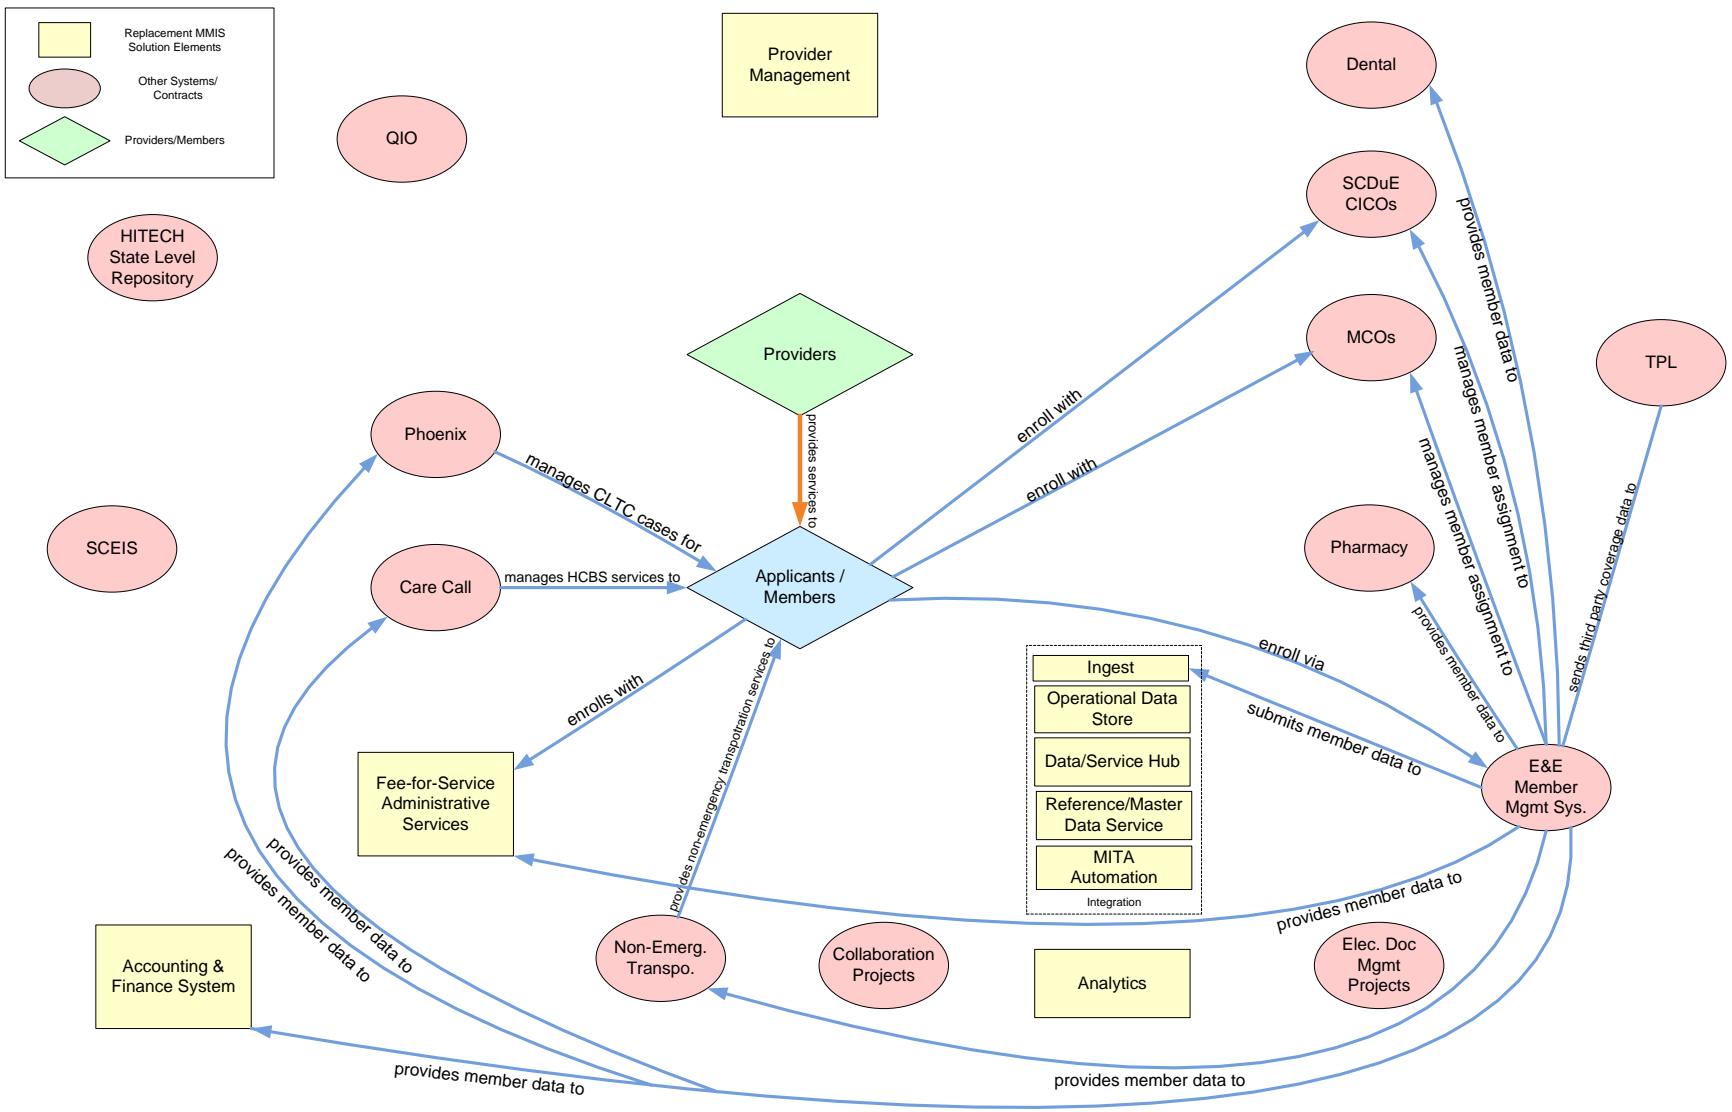 Replacement MMIS
Solution Elements
Other Systems/
Contracts
Providers/Members
Provider
Management
Dental
QIO
SCDuE
CICOs
HITECH
State Level
Repository
MCOs
TPL
Providers
Phoenix
provides services to
enroll with
enroll with
provides member data to
manages member assignment to
manages member assignment to
manages CLTC cases for
SCEIS
Care Call
manages HCBS services to
Applicants /
Members
Pharmacy
sends third party coverage data to
provides member data to
enroll via
Ingest
Operational Data
Store
Data/Service Hub
Reference/Master
Data Service
MITA
Automation
Integration
submits member data to
E&E
Member
Mgmt Sys.
enrolls with
provides non-emergency transpotration services to
Fee-for-Service
Administrative
Services
provides member data to
provides member data to
provides member data to
Accounting &
Finance System
Non-Emerg.
Transpo.
Collaboration
Projects
Analytics
Elec. Doc
Mgmt
Projects
provides member data to
provides member data to